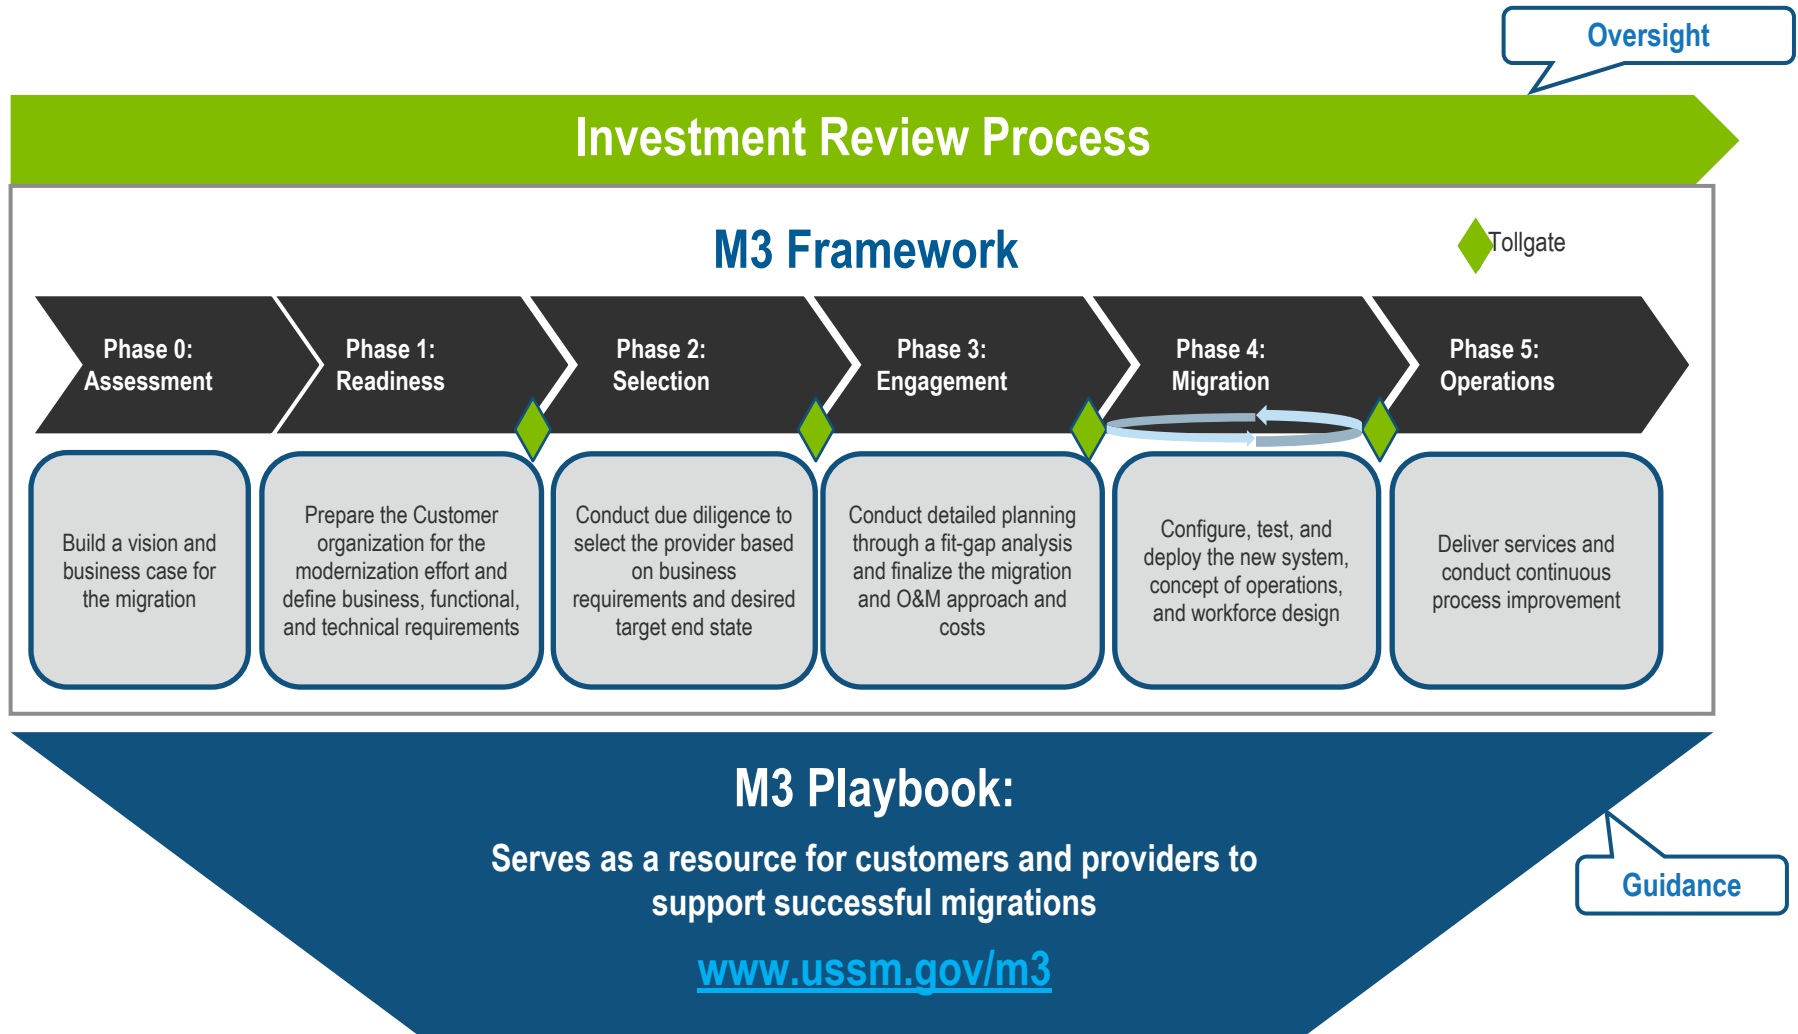 Oversight
Investment Review Process
M3 Framework
Tollgate
Phase 0:
Assessment
Phase 1:
Readiness
Phase 2:
Selection
Phase 3:
Engagement
Phase 4:
Migration
Phase 5:
Operations
Build a vision and
business case for
the migration
Prepare the Customer
organization for the
modernization effort and
define business, functional,
and technical requirements
Conduct due diligence to
select the provider based
on business
requirements and desired
target end state
Conduct detailed planning
through a fit-gap analysis
and finalize the migration
and O&M approach and
costs
Configure, test, and
deploy the new system,
concept of operations,
and workforce design
Deliver services and
conduct continuous
process improvement
M3 Playbook:
Serves as a resource for customers and providers to
support successful migrations
www.ussm.gov/m3
Guidance